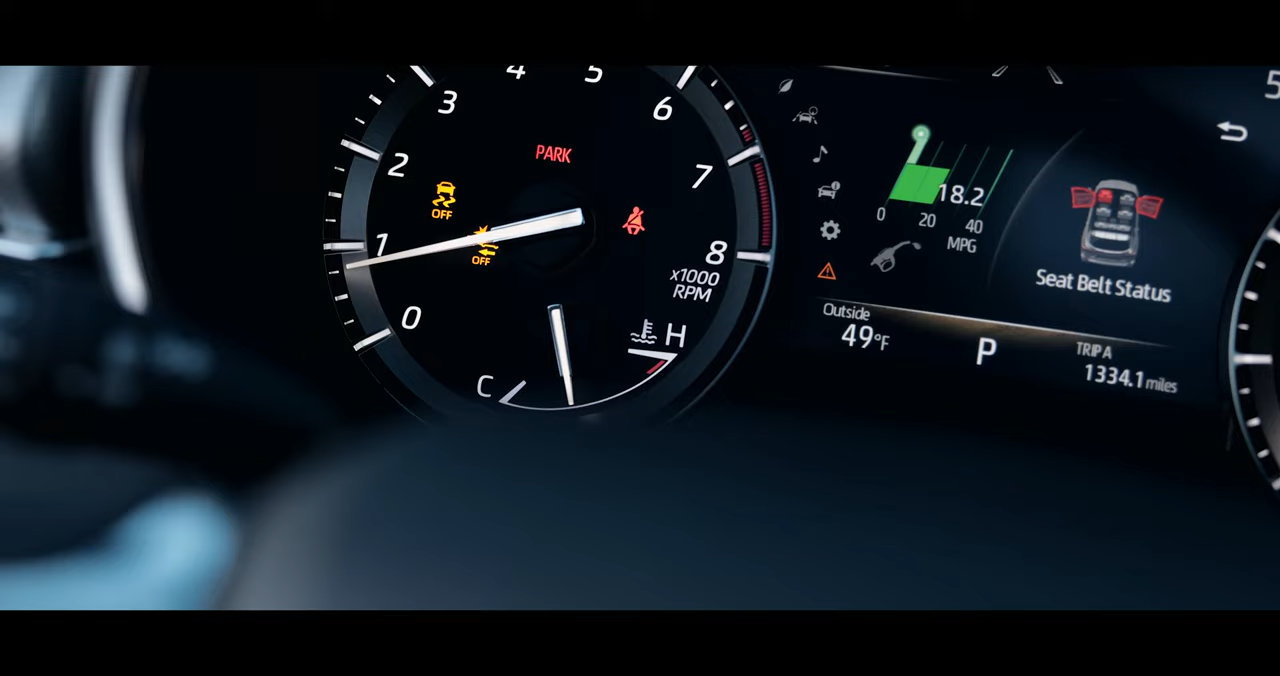 4 5
3
6
PARK
2
7
OFF
1
OFF
8
x1000
RPM
0
H
C
18.2
0 20 40
MPG
Seat Belt Status
Outside
49°F
P
TRIP A
1334.1 miles
5